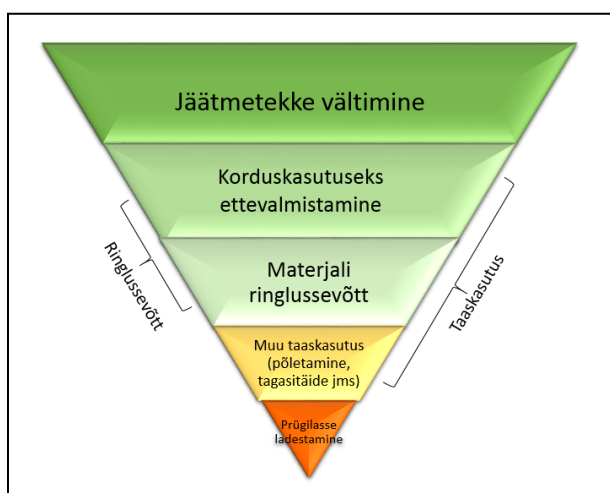 Jäätmetekke vältimine
Korduskasutuseks
ettevalmistamine
Ringlussevõtt
Materjali
ringlussevõtt
Taaskasutus
Muu taaskasutus
(põletamine,
tagasitäide jms)
Prügilasse
ladestamine